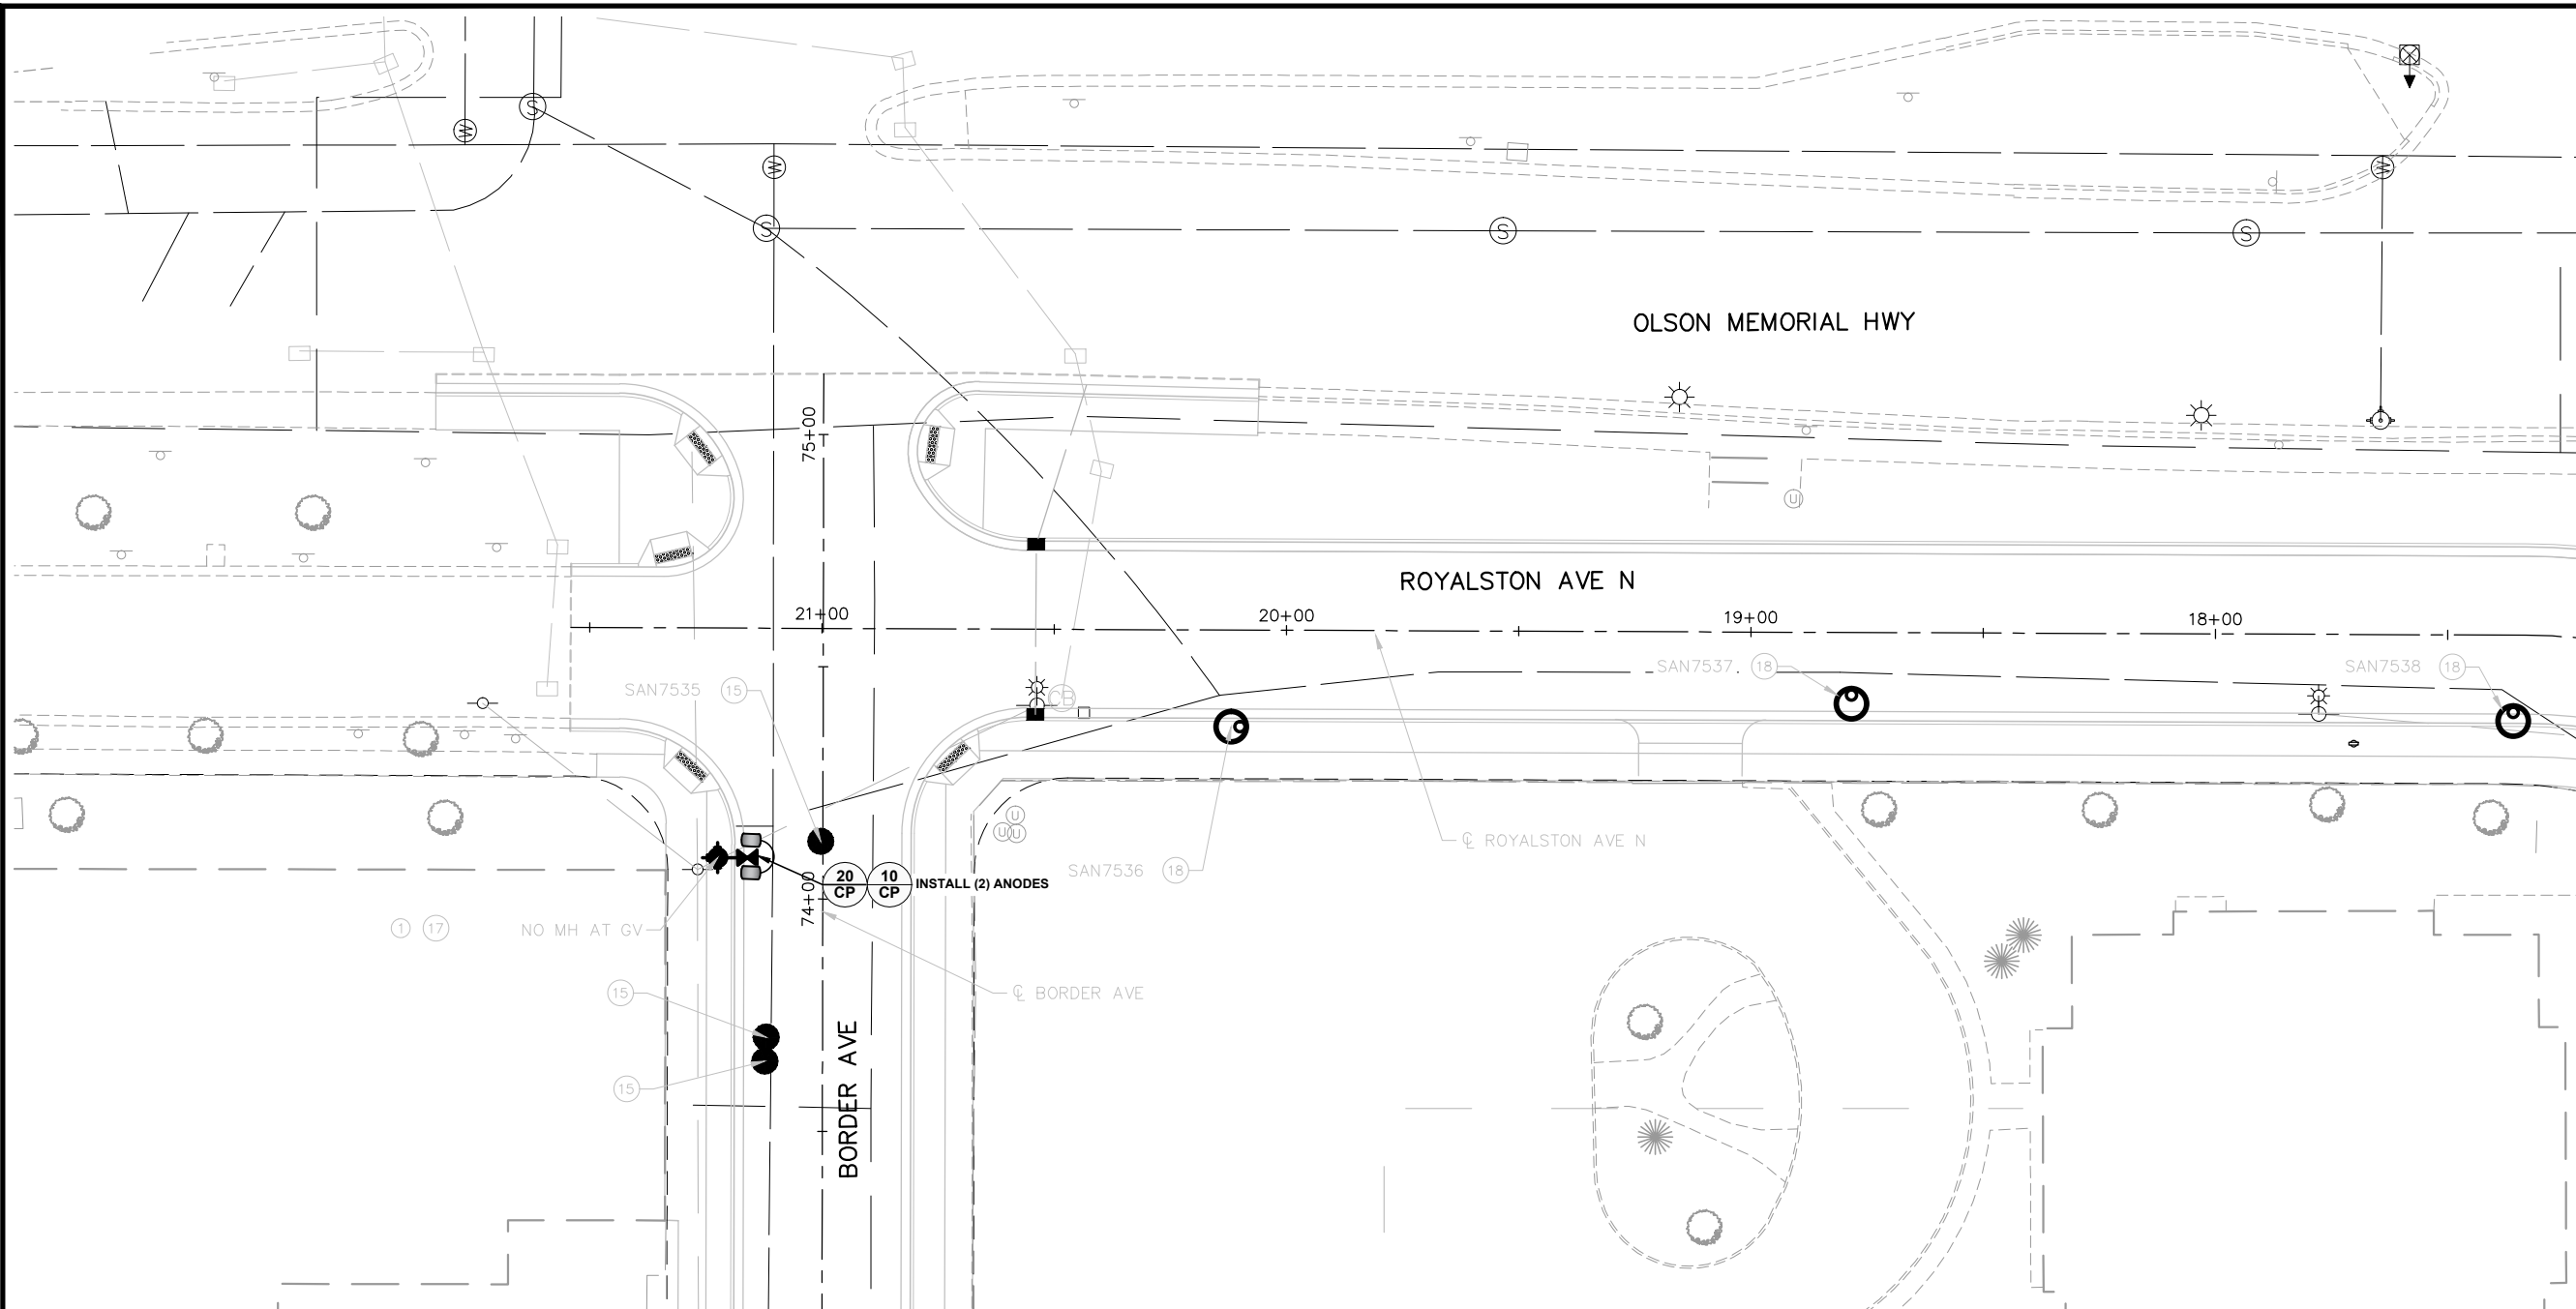 S
W
W
W
S
S
S
OLSON MEMORIAL HWY
75+00
U
ROYALSTON AVE N
21+00
20+00
19+00
18+00
SAN7535 15
CB
SAN7537 18
SAN7538 18
U
U U
℄ ROYALSTON AVE N
SAN7536 18
20 CP
10 CP
INSTALL (2) ANODES
74+00
1 17
NO MH AT GV
15
℄ BORDER AVE
BORDER AVE
15